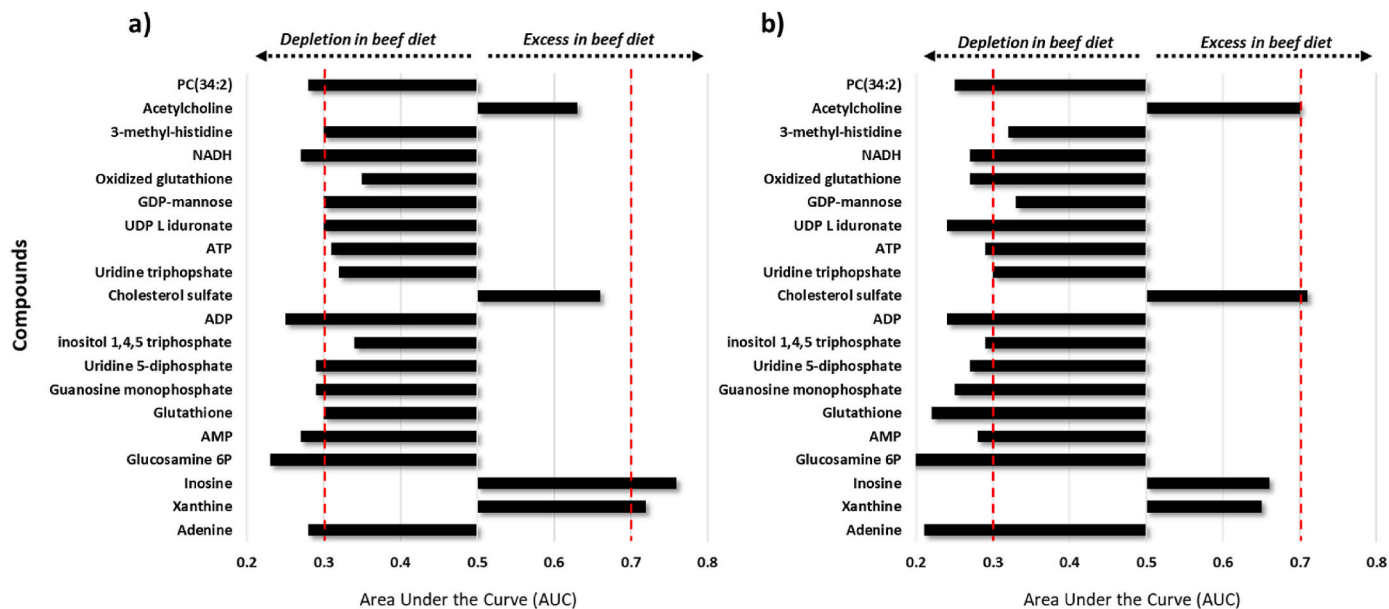 a)
Depletion in beef diet
Excess in beef diet
Compounds
PC(34:2)
Acetylcholine
3-methyl-histidine
NADH
Oxidized glutathione
GDP-mannose
UDP L iduronate
ATP
Uridine triphopshate
Cholesterol sulfate
ADP
inositol 1,4,5 triphosphate
Uridine 5-diphosphate
Guanosine monophosphate
Glutathione
AMP
Glucosamine 6P
Inosine
Xanthine
Adenine
0.2 0.3 0.4 0.5 0.6 0.7 0.8
Area Under the Curve (AUC)
b)
Depletion in beef diet
Excess in beef diet
PC(34:2)
Acetylcholine
3-methyl-histidine
NADH
Oxidized glutathione
GDP-mannose
UDP L iduronate
ATP
Uridine triphopshate
Cholesterol sulfate
ADP
inositol 1,4,5 triphosphate
Uridine 5-diphosphate
Guanosine monophosphate
Glutathione
AMP
Glucosamine 6P
Inosine
Xanthine
Adenine
0.2 0.3 0.4 0.5 0.6 0.7 0.8
Area Under the Curve (AUC)